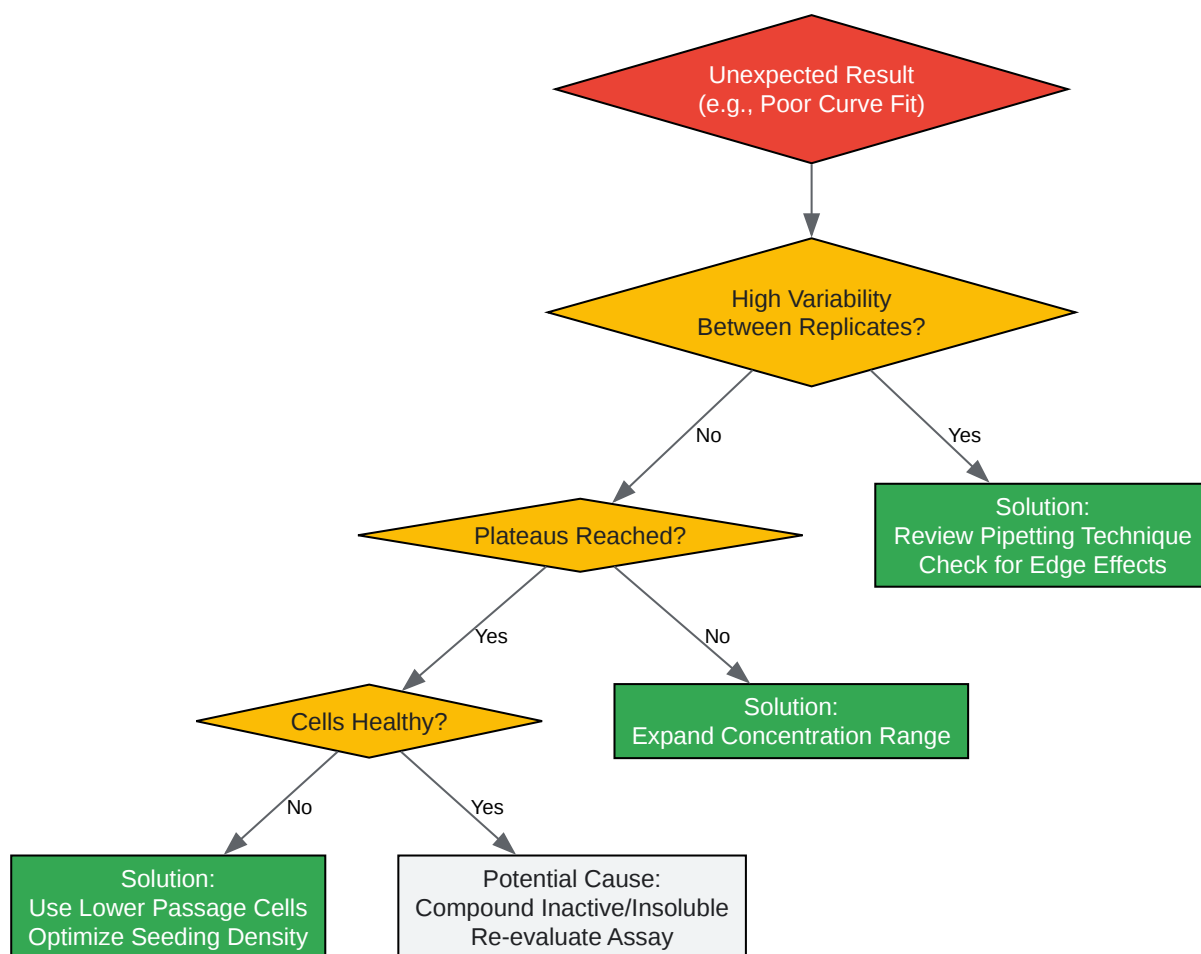 Unexpected Result
(e.g., Poor Curve Fit)
High Variability
Between Replicates?
No
Yes
Solution:
Review Pipetting Technique
Check for Edge Effects
Plateaus Reached?
Yes
No
Solution:
Expand Concentration Range
Cells Healthy?
No
Yes
Solution:
Use Lower Passage Cells
Optimize Seeding Density
Potential Cause:
Compound Inactive/Insoluble
Re-evaluate Assay